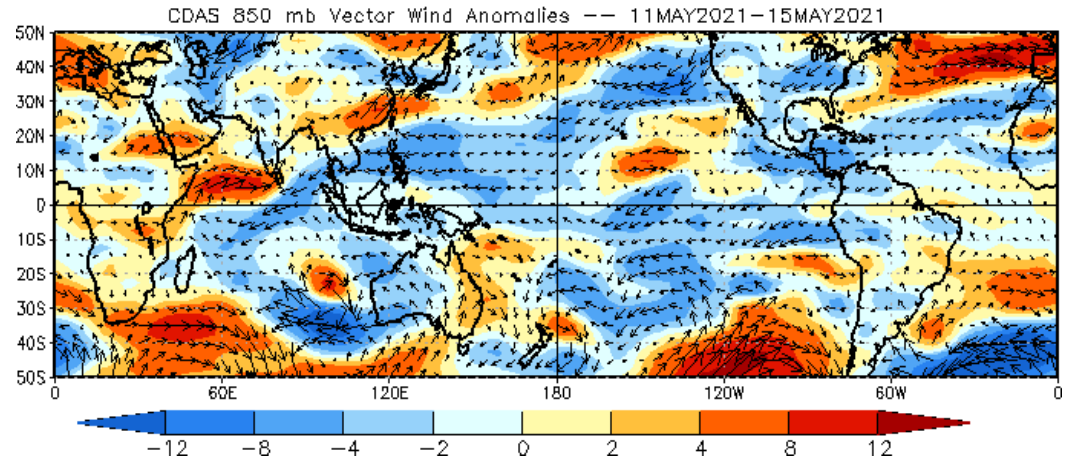 CDAS 850 mb Vector Wind Anomalies -- 11MAY2021-15MAY2021
50N
40N
30N
20N
10N
0
10S
20S
30S
40S
50S
0 60E 120E 180 120W 60W 0
-12 -8 -4 -2 0 2 4 8 12